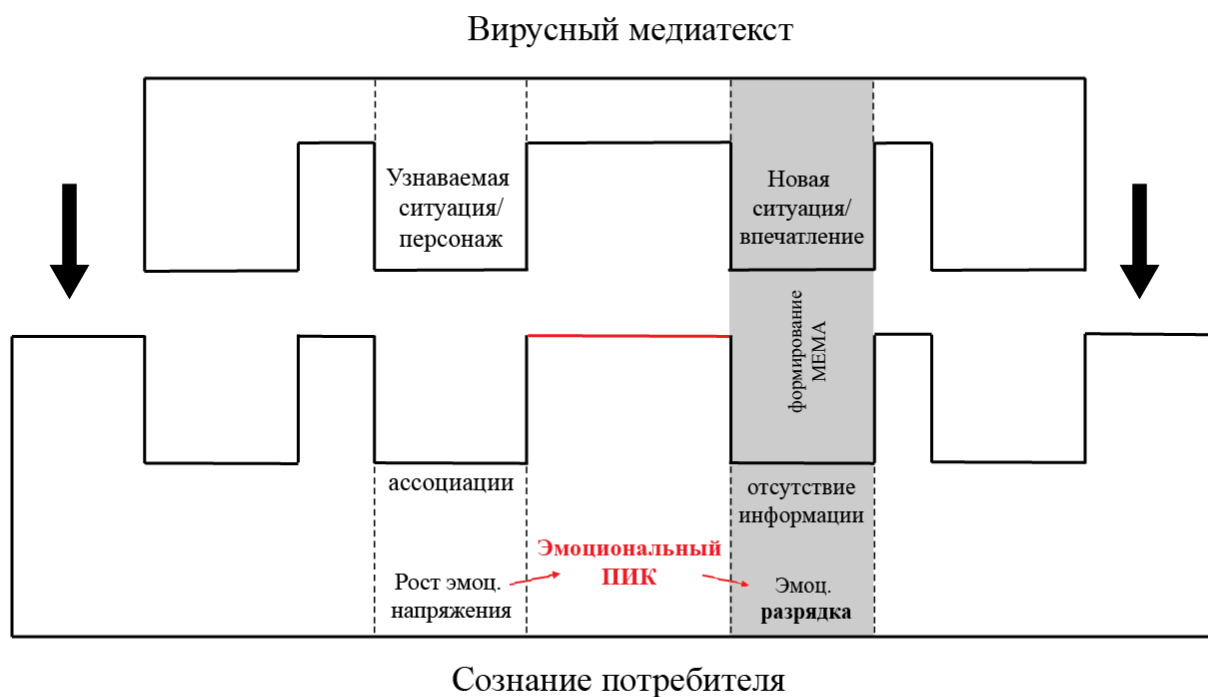 Вирусный медиатекст
Узнаваемая
ситуация/
персонаж
Новая
ситуация/
впечатление
формирование
МЕМА
ассоциации
отсутствие
информации
Эмоциональный
ПИК
Рост эмоц.
напряжения
Эмоц.
разрядка
Сознание потребителя